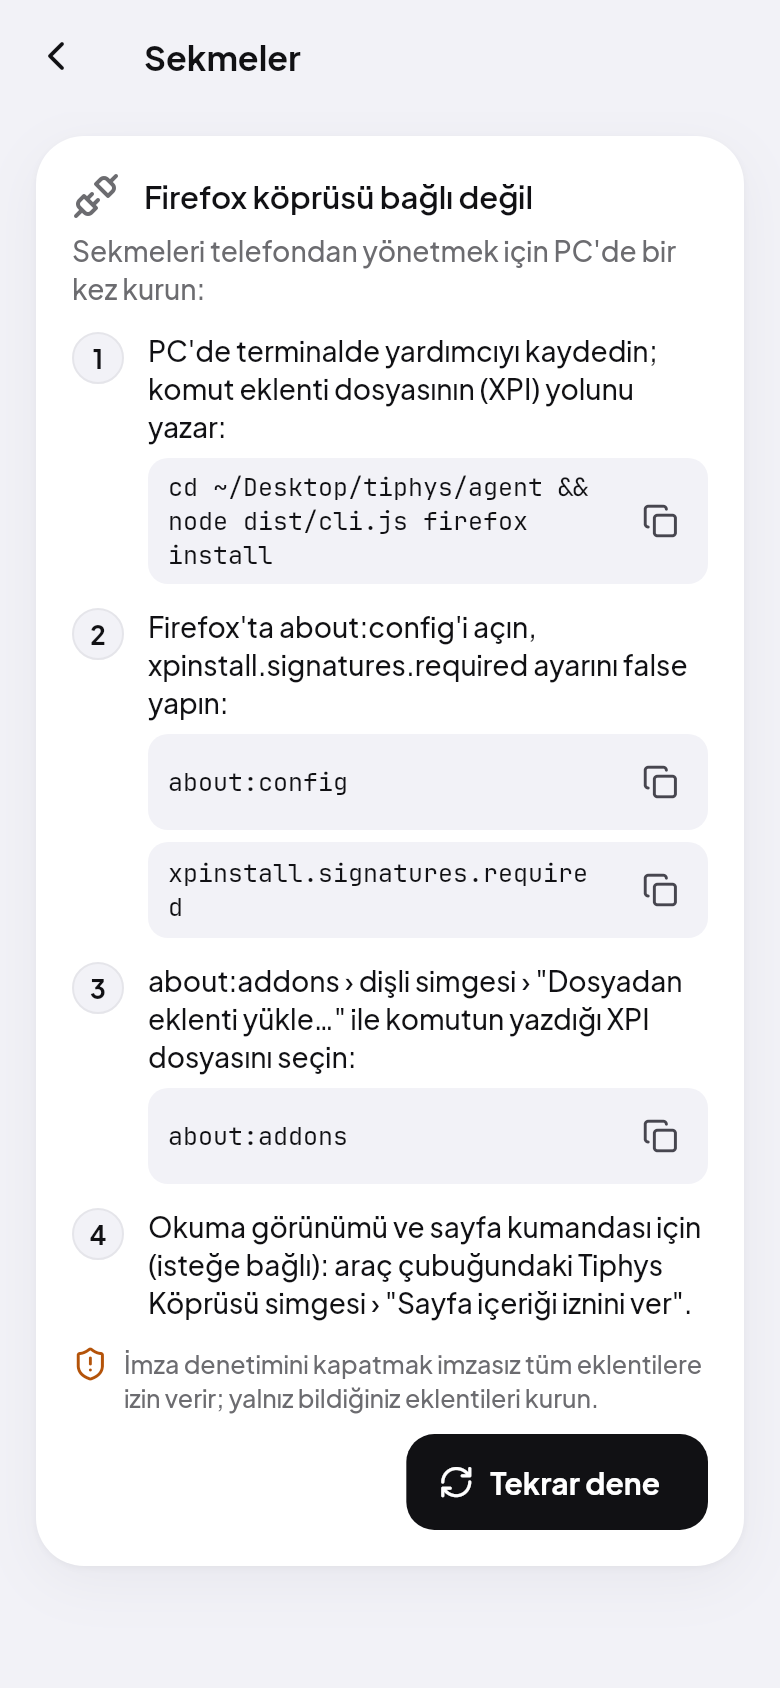 Sekmeler
Firefox köprüsü bağlı değil
Sekmeleri telefondan yönetmek için PC'de bir
kez kurun:
1
PC'de terminalde yardımcıyı kaydedin;
komut eklenti dosyasının (XPI) yolunu
yazar:
cd ~/Desktop/tiphys/agent &&
node dist/cli.js firefox
install
2
Firefox'ta about:config'i açın,
xpinstall.signatures.required ayarını false
yapın:
about:config
xpinstall.signatures.require
d
3
about:addons › dişli simgesi › "Dosyadan
eklenti yükle…" ile komutun yazdığı XPI
dosyasını seçin:
about:addons
4
Okuma görünümü ve sayfa kumandası için
(isteğe bağlı): araç çubuğundaki Tiphys
Köprüsü simgesi › "Sayfa içeriği iznini ver".
İmza denetimini kapatmak imzasız tüm eklentilere
izin verir; yalnız bildiğiniz eklentileri kurun.
Tekrar dene